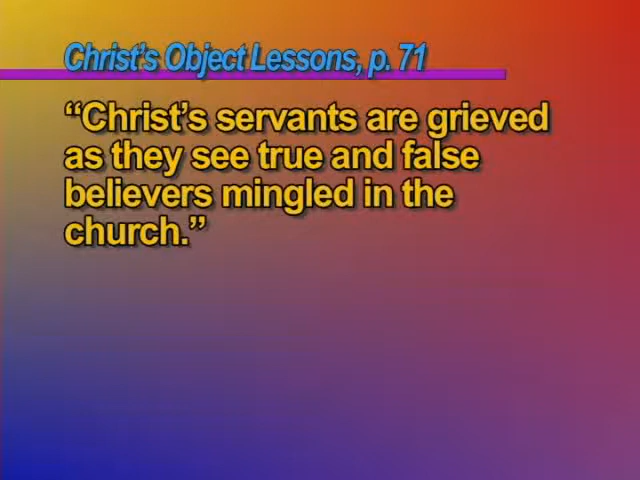 Christ's Object Lessons, p. 71
“Christ’s servants are grieved
as they see true and false
believers mingled in the
church.”